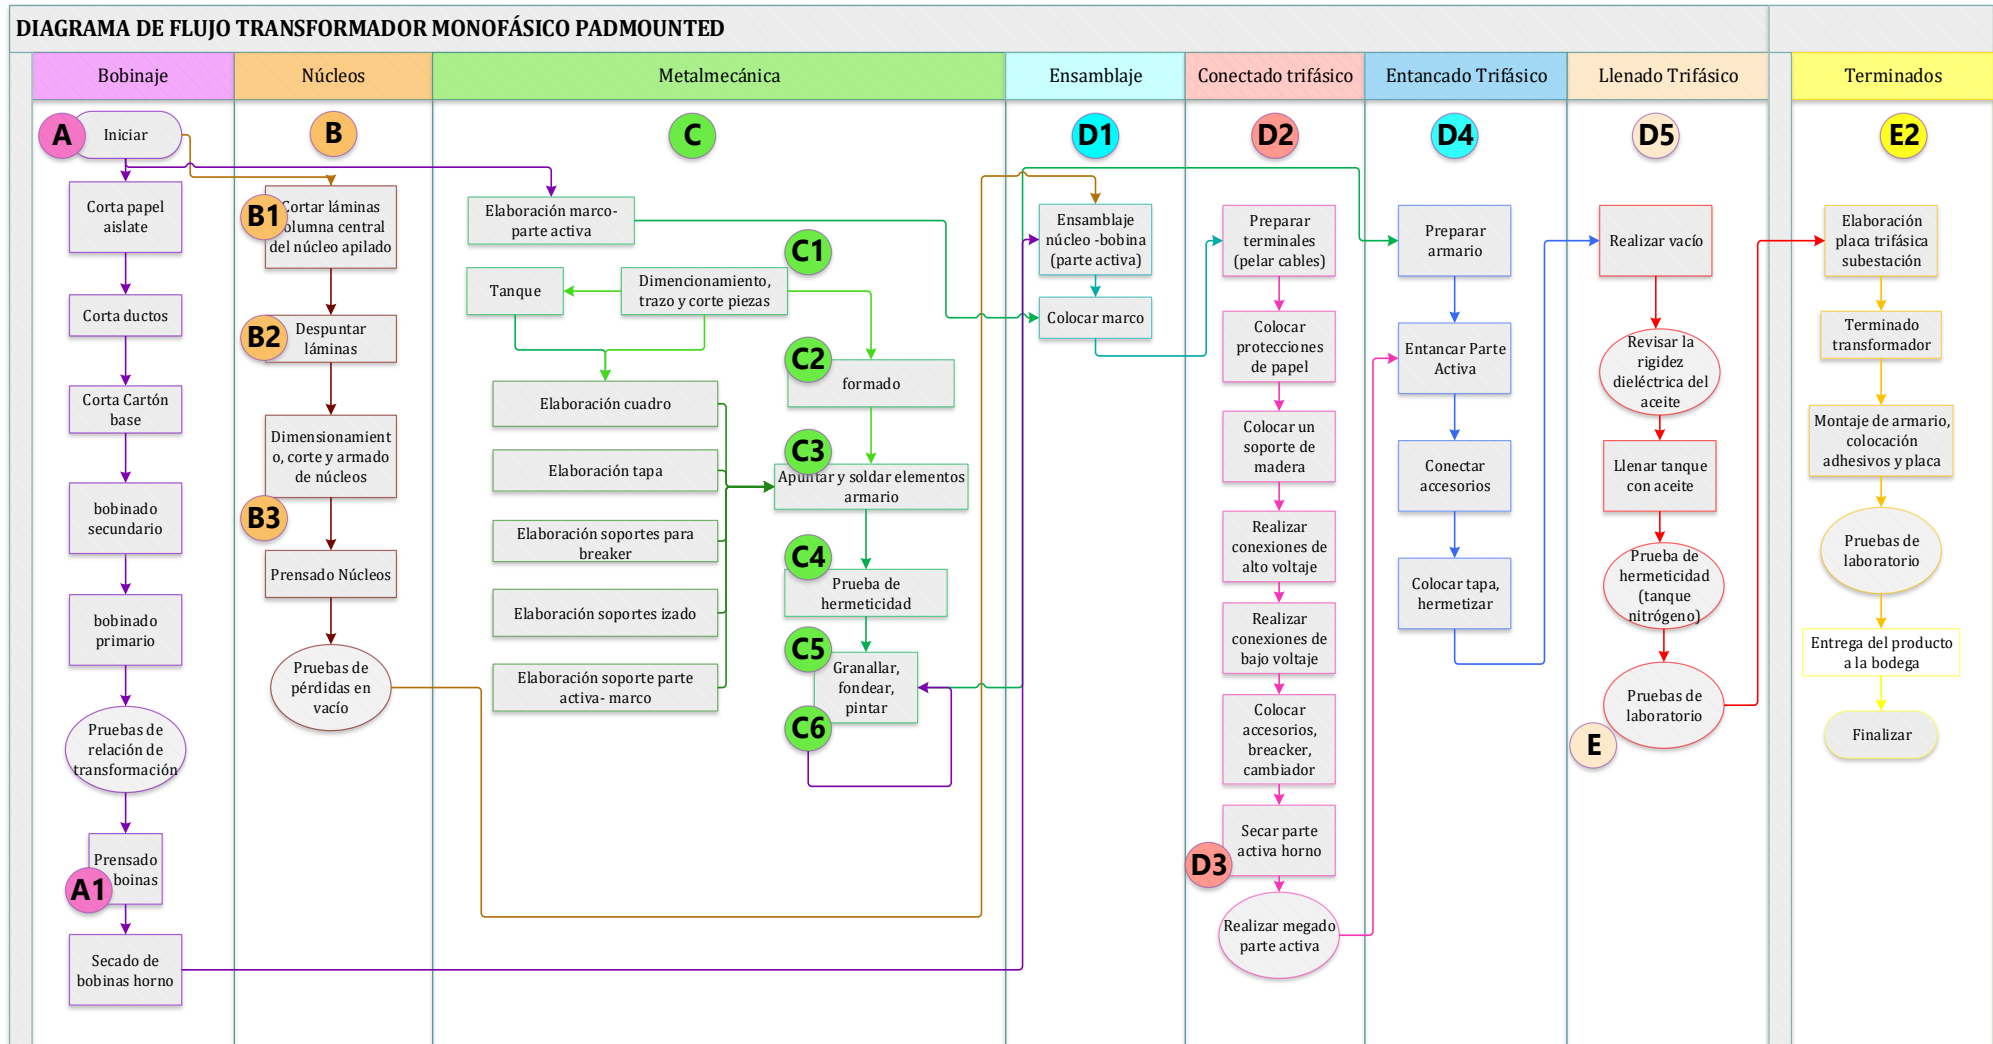 DIAGRAMA DE FLUJO TRANSFORMADOR MONOFÁSICO PADMOUNTED
Bobinaje
Núcleos
Metalmecánica
Ensamblaje
Conectado trifásico
Entancado Trifásico
Llenado Trifásico
Terminados
A
Iniciar
Corta papel
aislate
Corta ductos
Corta Cartón
base
bobinado
secundario
bobinado
primario
Pruebas de
relación de
transformación
Prensado
boinas
A1
Secado de
bobinas horno
B
B1
Cortar láminas
columna central
del núcleo apilado
B2
Despuntar
láminas
Dimensionamient
o, corte y armado
de núcleos
B3
Prensado Núcleos
Pruebas de
pérdidas en
vacío
C
Elaboración marco-
parte activa
C1
Tanque
Dimencionamiento,
trazo y corte piezas
C2
formado
Elaboración cuadro
C3
Elaboración tapa
Apuntar y soldar elementos
armario
Elaboración soportes para
breaker
C4
Prueba de
hermeticidad
Elaboración soportes izado
C5
Granallar,
fondear,
pintar
Elaboración soporte parte
activa- marco
C6
D1
Ensamblaje
núcleo -bobina
(parte activa)
Colocar marco
D2
Preparar
terminales
(pelar cables)
Colocar
protecciones
de papel
Colocar un
soporte de
madera
Realizar
conexiones de
alto voltaje
Realizar
conexiones de
bajo voltaje
Colocar
accesorios,
breacker,
cambiador
Secar parte
activa horno
D3
Realizar megado
parte activa
D4
Preparar
armario
Entancar Parte
Activa
Conectar
accesorios
Colocar tapa,
hermetizar
D5
Realizar vacío
Revisar la
rigidez
dieléctrica del
aceite
Llenar tanque
con aceite
Prueba de
hermeticidad
(tanque
nitrógeno)
Pruebas de
laboratorio
E
E2
Elaboración
placa trifásica
subestación
Terminado
transformador
Montaje de armario,
colocación
adhesivos y placa
Pruebas de
laboratorio
Entrega del producto
a la bodega
Finalizar